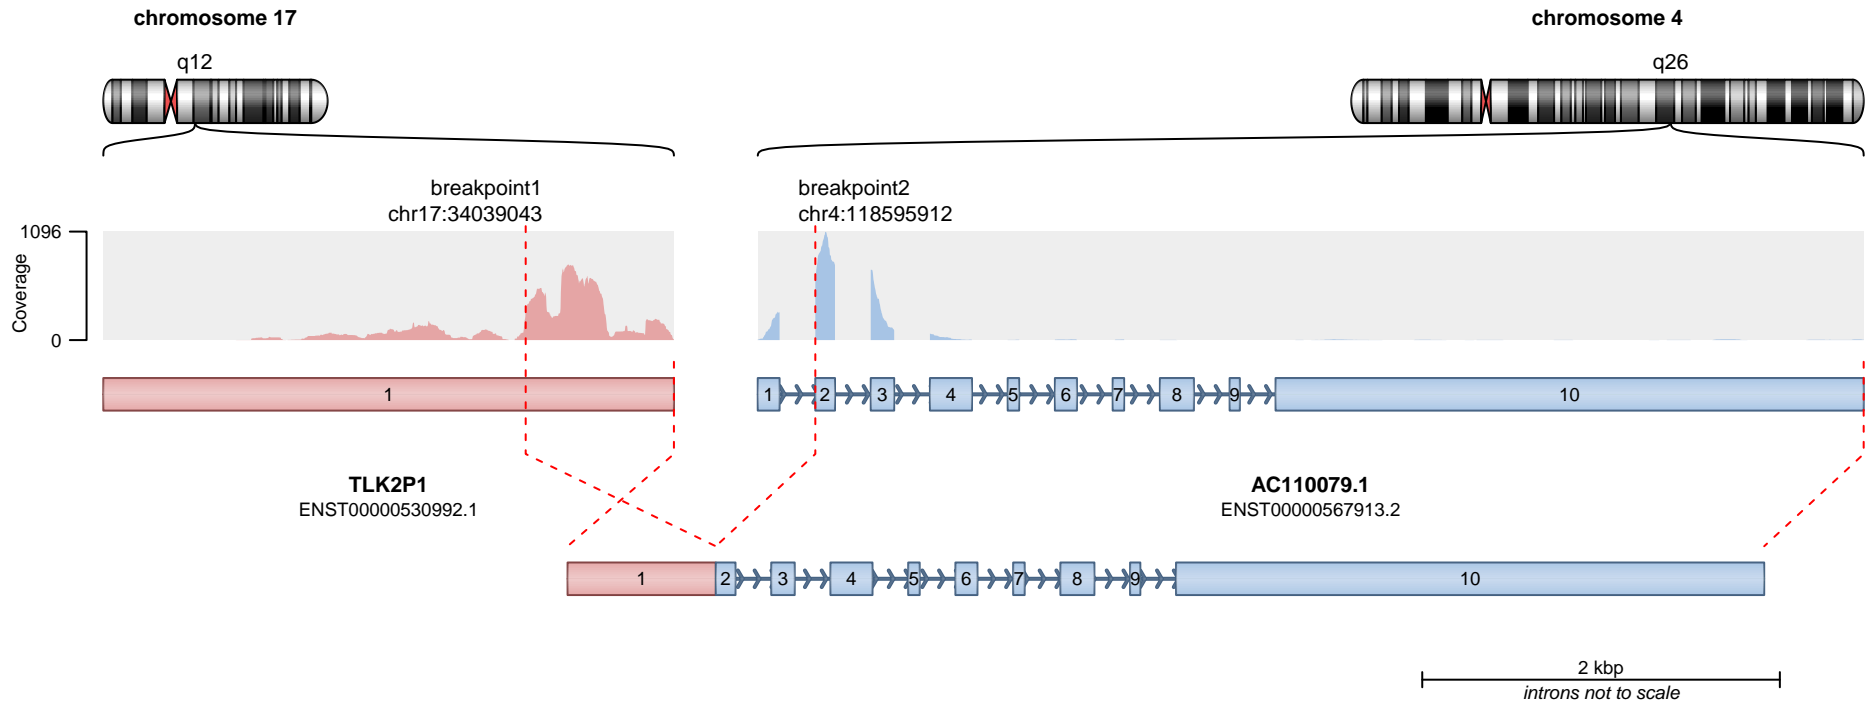 chromosome 17
chromosome 4
q12
q26
breakpoint1
chr17:34039043
breakpoint2
chr4:118595912
1096
Coverage
0
1
1 2 3 4 5 6 7 8 9 10
TLK2P1
ENST00000530992.1
AC110079.1
ENST00000567913.2
1 2 3 4 5 6 7 8 9 10
2 kbp
introns not to scale